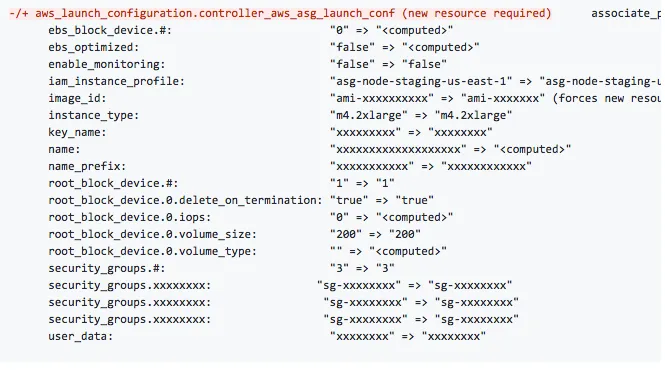 -/+ aws_launch_configuration.controller_aws_asg_launch_conf (new resource required) associate_p
ebs_block_device.#: "0" => "<computed>"
ebs_optimized: "false" => "<computed>"
enable_monitoring: "false" => "false"
iam_instance_profile: "asg-node-staging-us-east-1" => "asg-node-staging-u
image_id: "ami-xxxxxxxxxx" => "ami-xxxxxxx" (forces new resou
instance_type: "m4.2xlarge" => "m4.2xlarge"
key_name: "xxxxxxxxx" => "xxxxxxxx"
name: "xxxxxxxxxxxxxxxxxxx" => "<computed>"
name_prefix: "xxxxxxxxxxx" => "xxxxxxxxxxxx"
root_block_device.#: "1" => "1"
root_block_device.0.delete_on_termination: "true" => "true"
root_block_device.0.iops: "0" => "<computed>"
root_block_device.0.volume_size: "200" => "200"
root_block_device.0.volume_type: "" => "<computed>"
security_groups.#: "3" => "3"
security_groups.xxxxxxxx: "sg-xxxxxxxx" => "sg-xxxxxxxx"
security_groups.xxxxxxxx: "sg-xxxxxxxx" => "sg-xxxxxxxx"
security_groups.xxxxxxxx: "sg-xxxxxxxx" => "sg-xxxxxxxx"
user_data: "xxxxxxxx" => "xxxxxxxx"